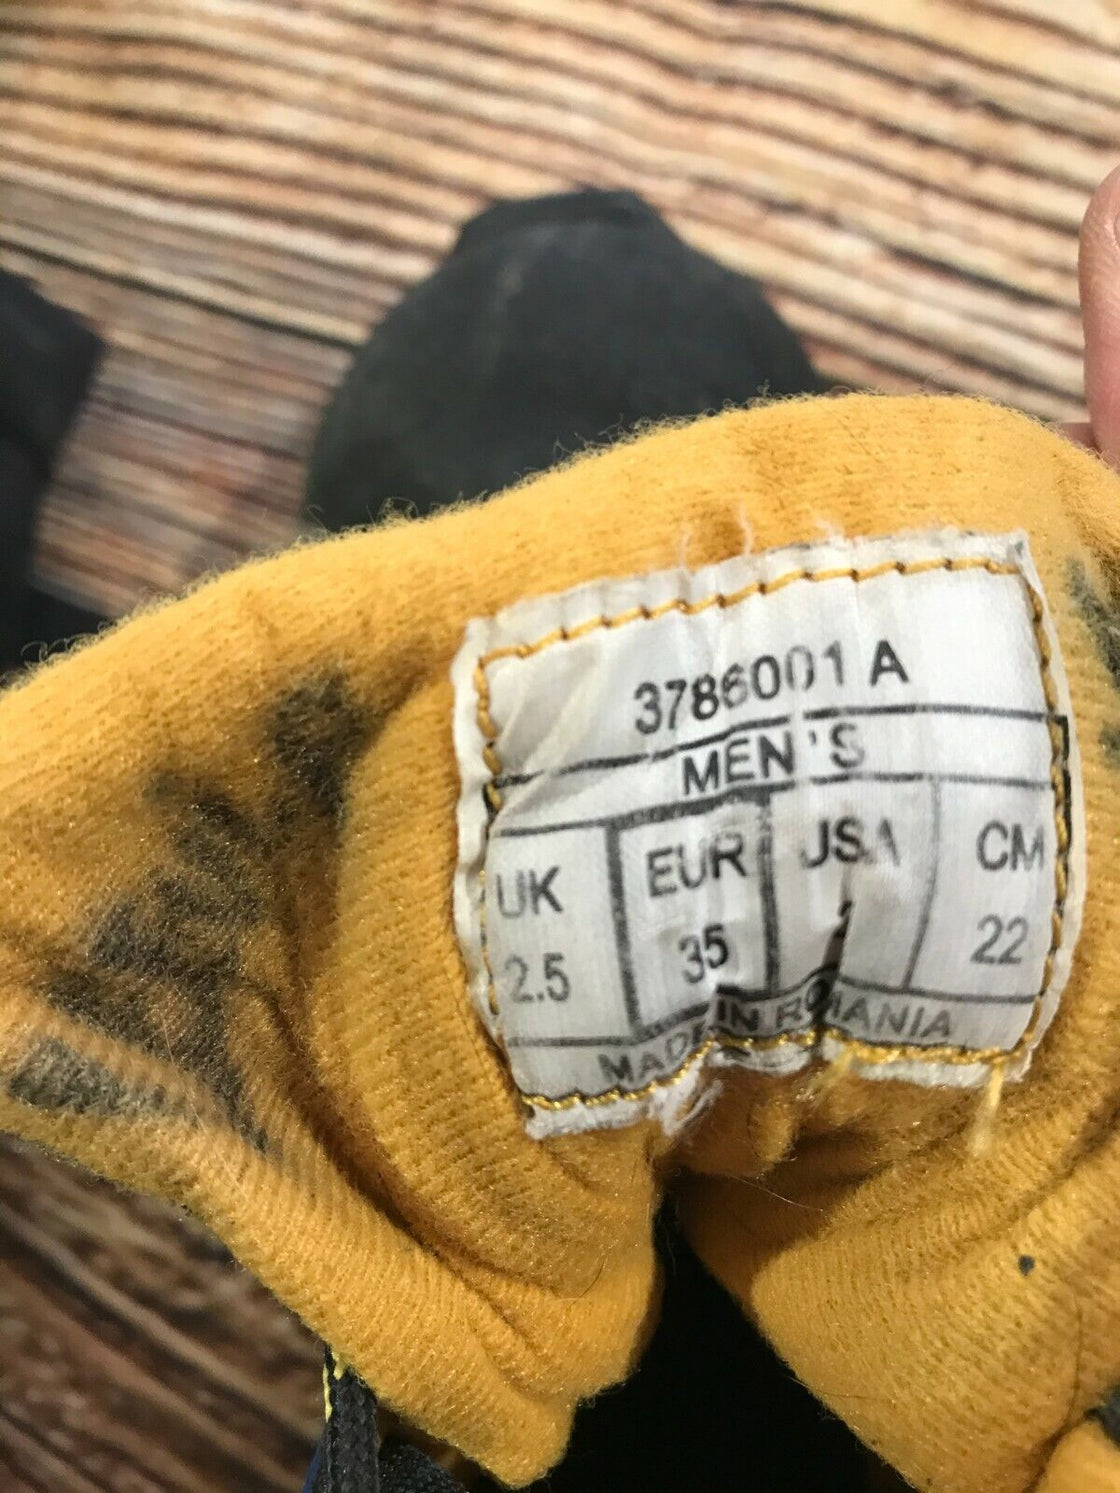 3786001 A
MEN'S
UK EUR USA CM
2.5 35 22
MADE IN ROMANIA